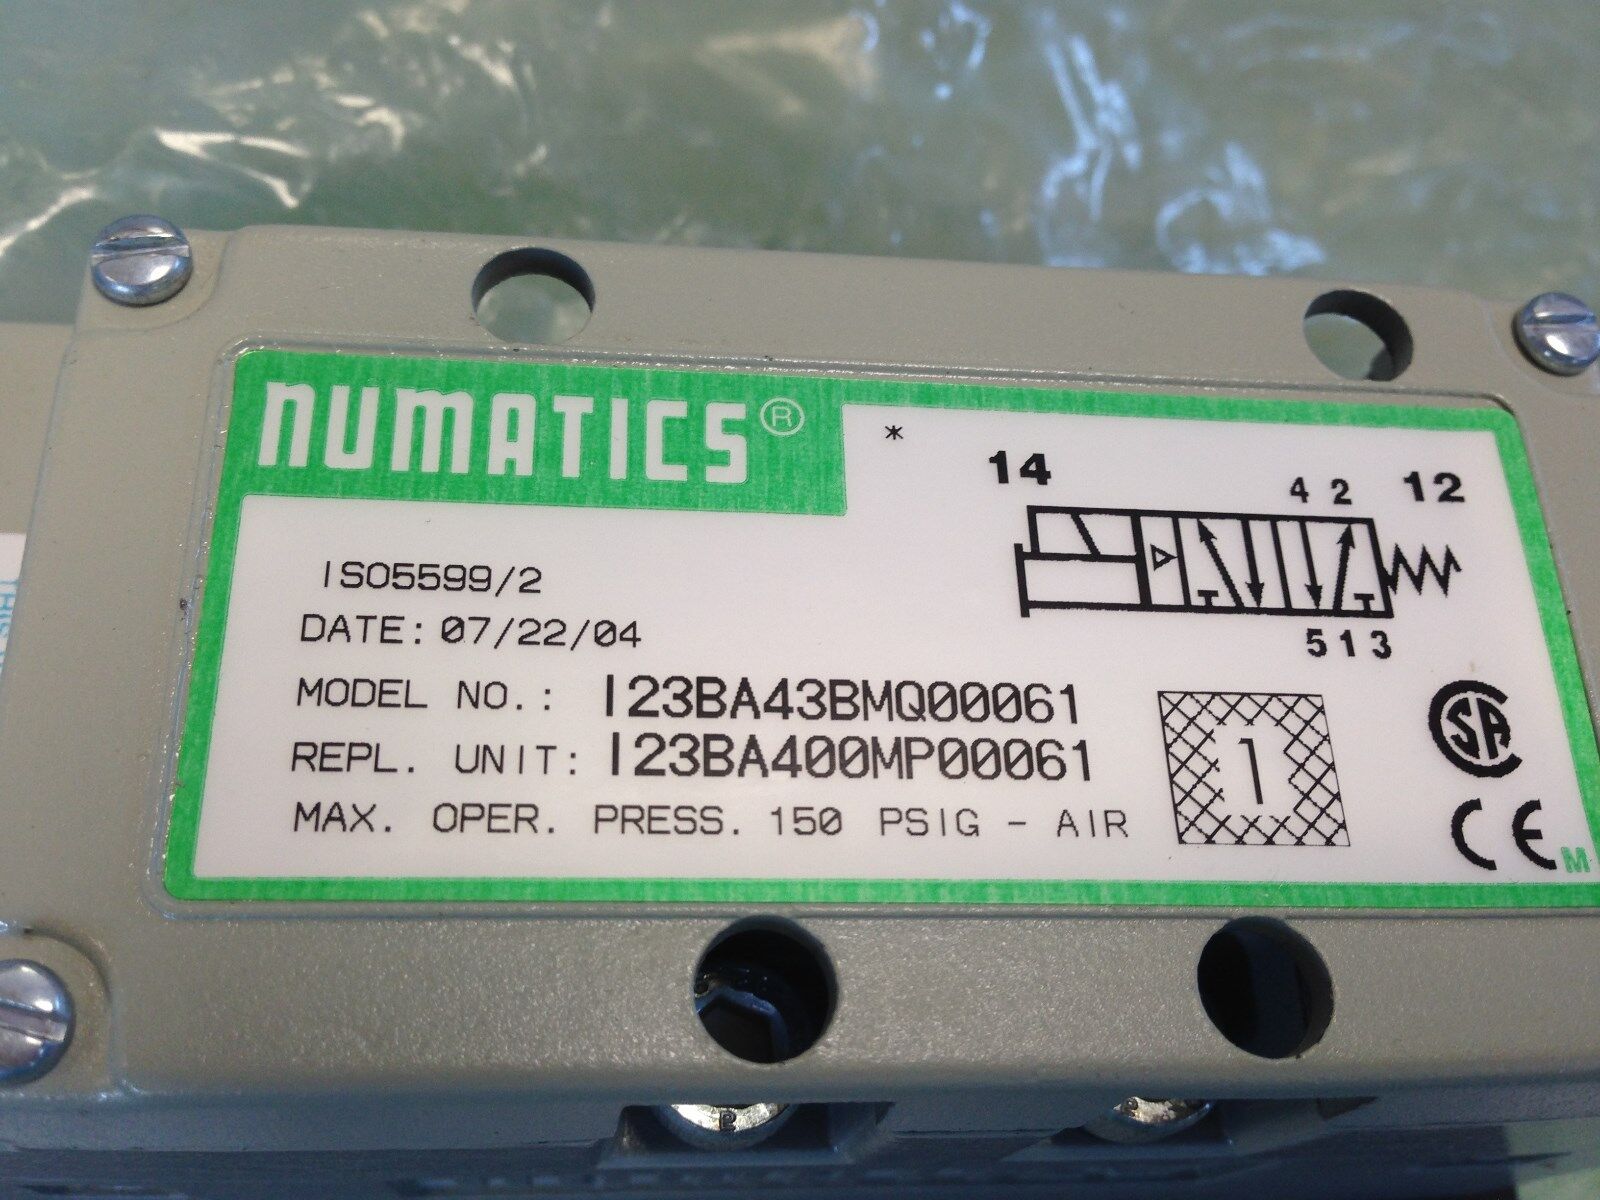 NUMATICS®
*
14
4 2
12
5 1 3
ISO5599/2
DATE: 07/22/04
MODEL NO.: I23BA43BMQ00061
REPL. UNIT: I23BA400MP00061
MAX. OPER. PRESS. 150 PSIG - AIR
1
SA
CE
M